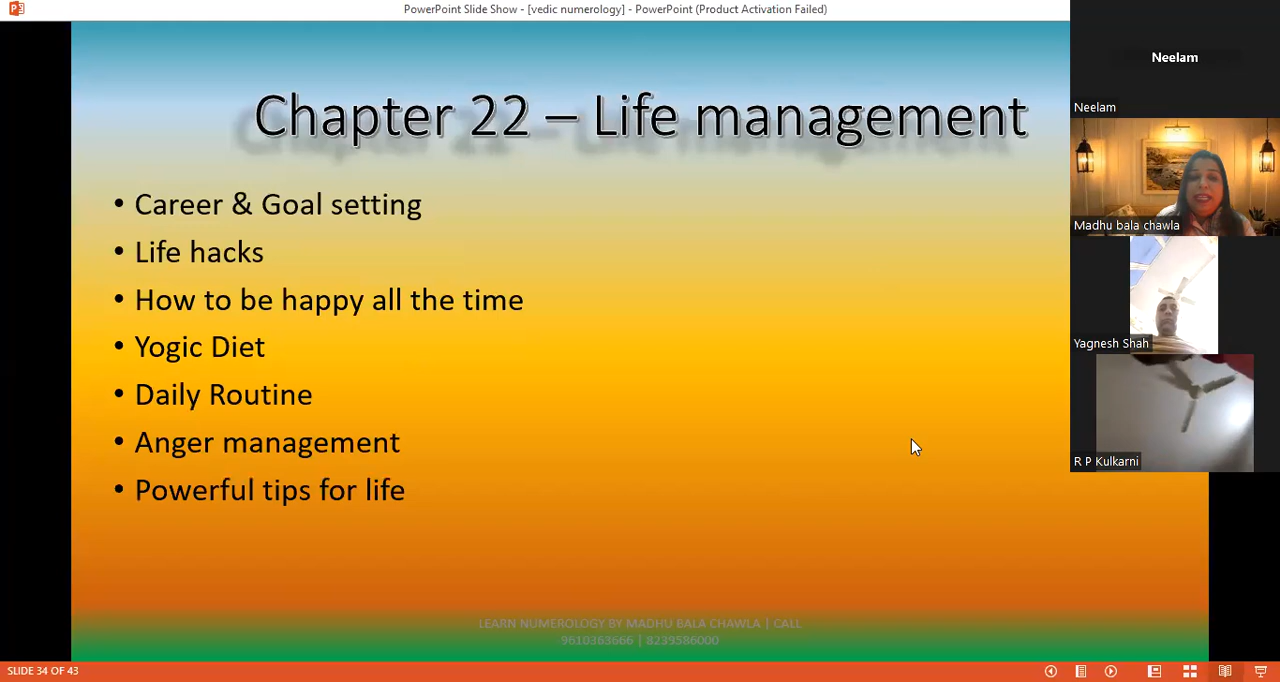 PowerPoint Slide Show - [vedic numerology] - PowerPoint (Product Activation Failed)
Neelam
Neelam
Chapter 22 – Life management
Madhu bala chawla
• Career & Goal setting
• Life hacks
• How to be happy all the time
• Yogic Diet
Yagnesh Shah
• Daily Routine
• Anger management
R P Kulkarni
• Powerful tips for life
LEARN NUMEROLOGY BY MADHU BALA CHAWLA | CALL
9610363666 | 8239586000
SLIDE 34 OF 43